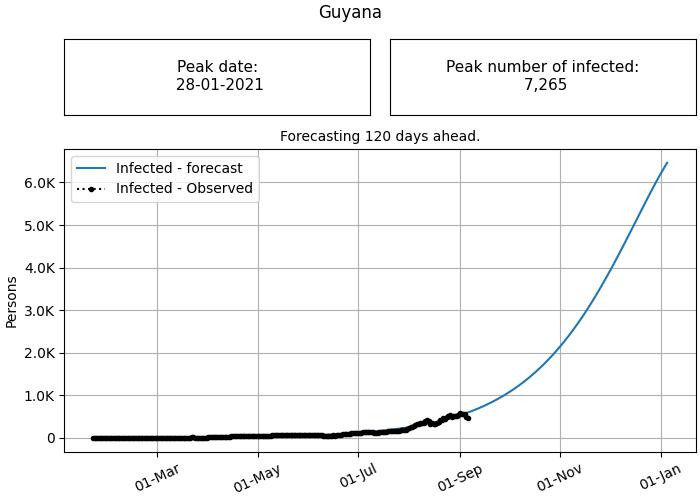 Guyana
Peak date:
28-01-2021
Peak number of infected:
7,265
Forecasting 120 days ahead.
Infected - forecast
Infected - Observed
Persons
6.0K
5.0K
4.0K
3.0K
2.0K
1.0K
0
01-Mar
01-May
01-Jul
01-Sep
01-Nov
01-Jan